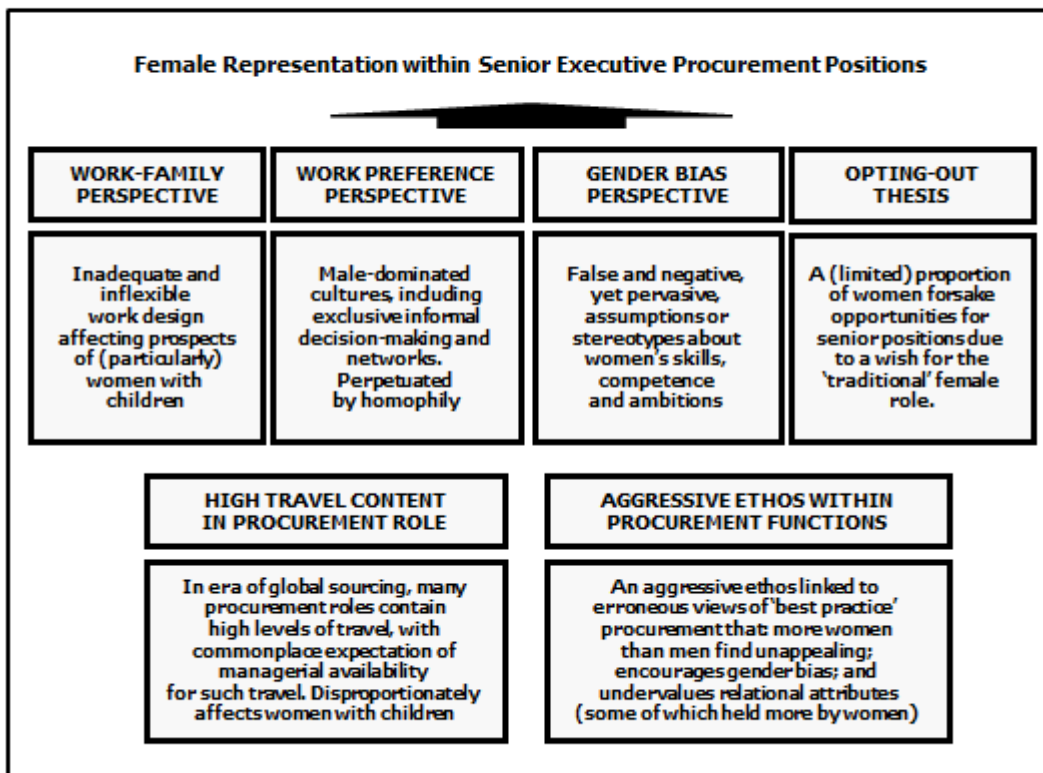 Female Representation within Senior Executive Procurement Positions
WORK-FAMILY
PERSPECTIVE
Inadequate and
inflexible
work design
affecting prospects
of (particularly)
women with
children
WORK PREFERENCE
PERSPECTIVE
Male-dominated
cultures, including
exclusive informal
decision-making and
networks.
Perpetuated
by homophily
GENDER BIAS
PERSPECTIVE
False and negative,
yet pervasive,
assumptions or
stereotypes about
women's skills,
competence
and ambitions
OPTING-OUT
THESIS
A (limited) proportion
of women forsake
opportunities for
senior positions due
to a wish for the
'traditional' female
role.
HIGH TRAVEL CONTENT
IN PROCUREMENT ROLE
In era of global sourcing, many
procurement roles contain
high levels of travel, with
commonplace expectation of
managerial availability
for such travel. Disproportionately
affects women with children
AGGRESSIVE ETHOS WITHIN
PROCUREMENT FUNCTIONS
An aggressive ethos linked to
erroneous views of 'best practice'
procurement that: more women
than men find unappealing;
encourages gender bias; and
undervalues relational attributes
(some of which held more by women)